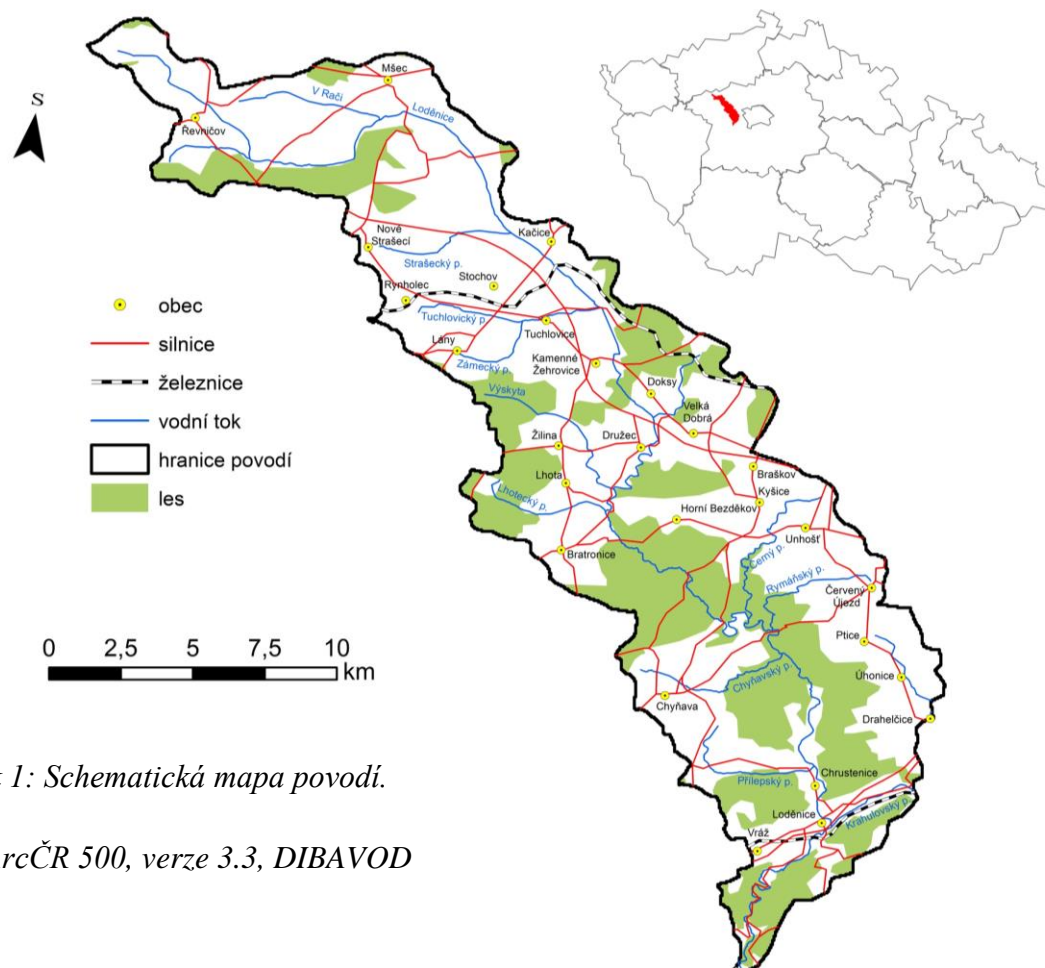 S
Mšec
V Račí
Loděnice
Řevničov
Nové
Strašecí
Kačice
Strašecký p.
Stochov
Rynholec
Tuchlovický p.
Tuchlovice
Lány
Zámecký p.
Kamenné
Žehrovice
Výskyta
Doksy
Velká
Dobrá
Žilina
Družec
Braškov
Lhota
Kyšice
Lhotecký p.
Horní Bezděkov
Unhošť
Bratronice
Černý p.
Rymáňský p.
Červený
Újezd
Ptice
Úhonice
Chyňavský p.
Chyňava
Drahelčice
Přílepský p.
Chrustenice
Loděnice
Krahulovský p.
Vráž
obec
silnice
železnice
vodní tok
hranice povodí
les
0 2,5 5 7,5 10
km
1: Schematická mapa povodí.
rcČR 500, verze 3.3, DIBAVOD